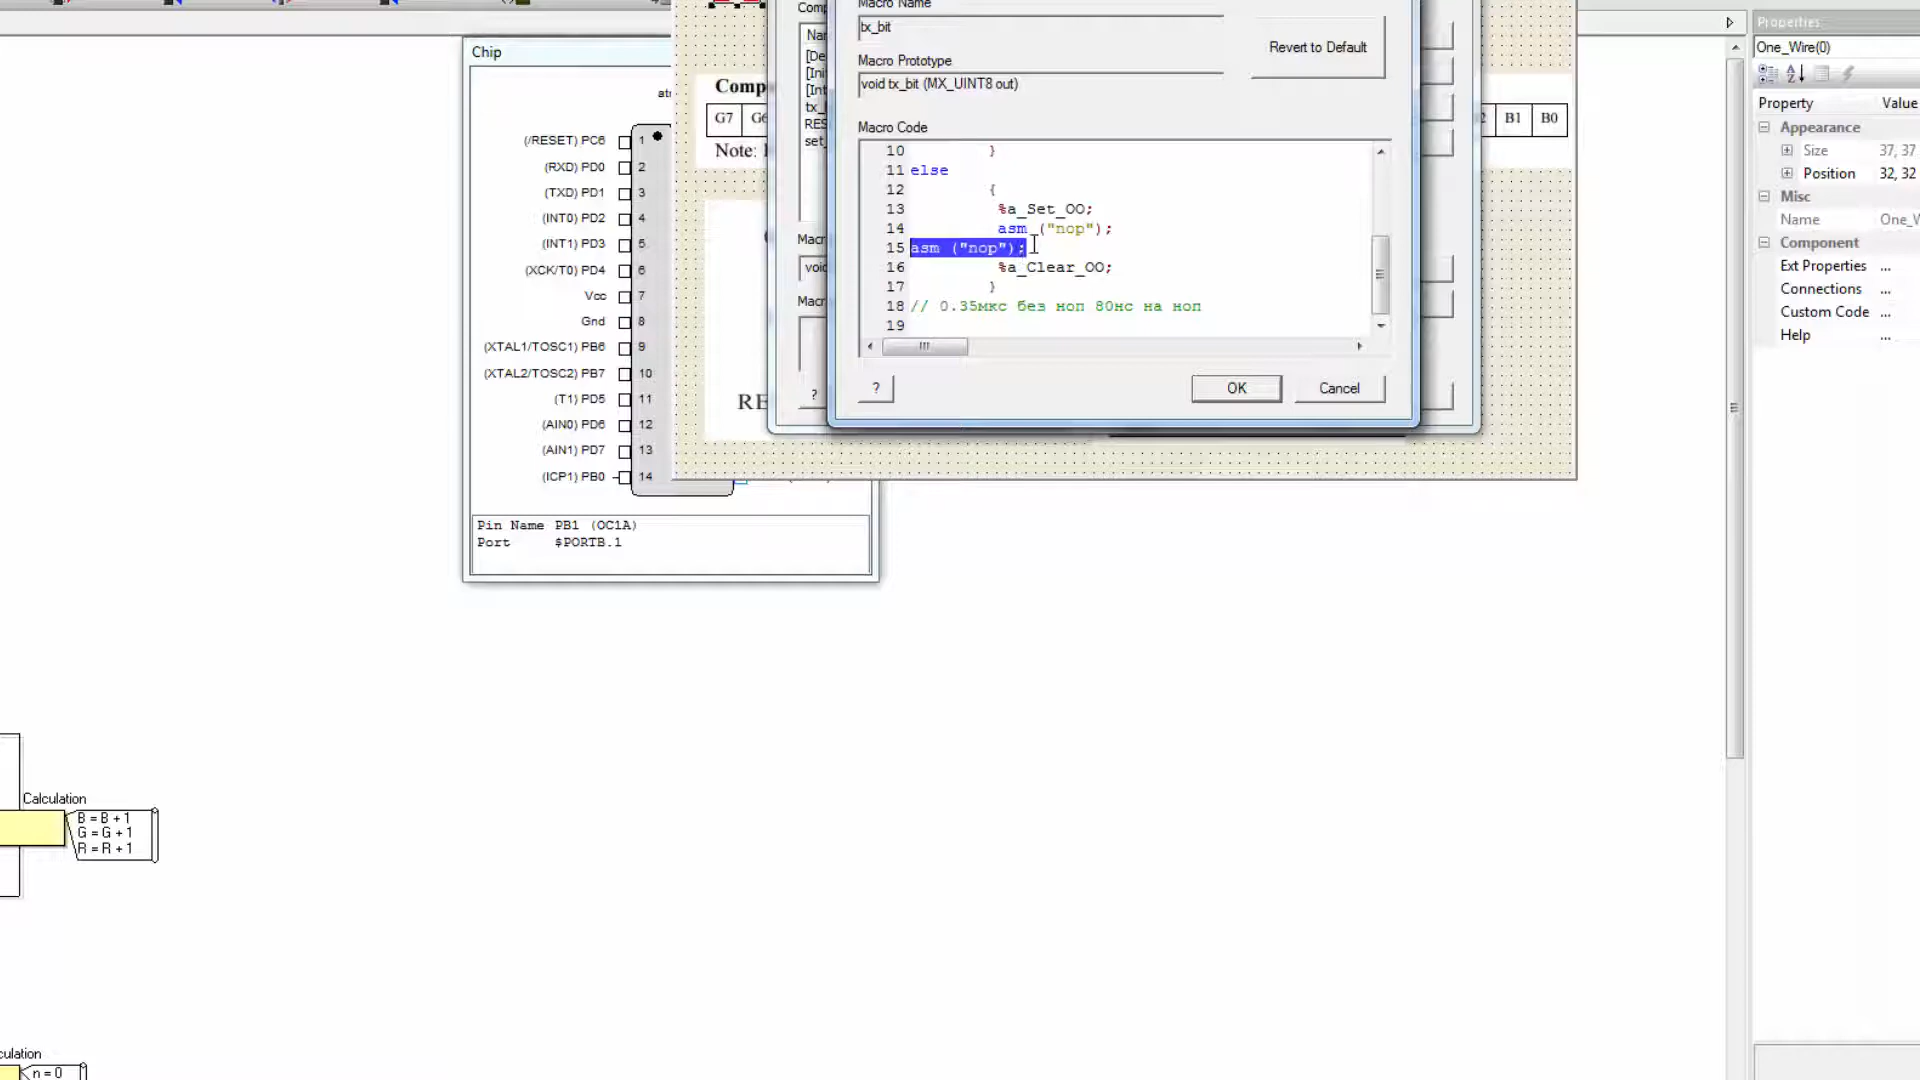 Macro Name
tx_bit
Revert to Default
Macro Prototype
void tx_bit (MX_UINT8 out)
Macro Code
10 }
11 else
12 {
13 %a_Set_OO;
14 asm ("nop");
15 asm ("nop");
16 %a_Clear_OO;
17 }
18 // 0.35мкс без ноп 80нс на ноп
19
?
OK
Cancel
Chip
(/RESET) PC6 1
(RXD) PD0 2
(TXD) PD1 3
(INT0) PD2 4
(INT1) PD3 5
(XCK/T0) PD4 6
Vcc 7
Gnd 8
(XTAL1/TOSC1) PB6 9
(XTAL2/TOSC2) PB7 10
(T1) PD5 11
(AIN0) PD6 12
(AIN1) PD7 13
(ICP1) PB0 14
Pin Name PB1 (OC1A)
Port $PORTB.1
G7
B1 B0
Note:
?
Properties
One_Wire(0)
Property Value
Appearance
Size 37, 37
Position 32, 32
Misc
Name One_W
Component
Ext Properties ...
Connections ...
Custom Code ...
Help ...
Calculation
B = B + 1
G = G + 1
R = R + 1
n = 0